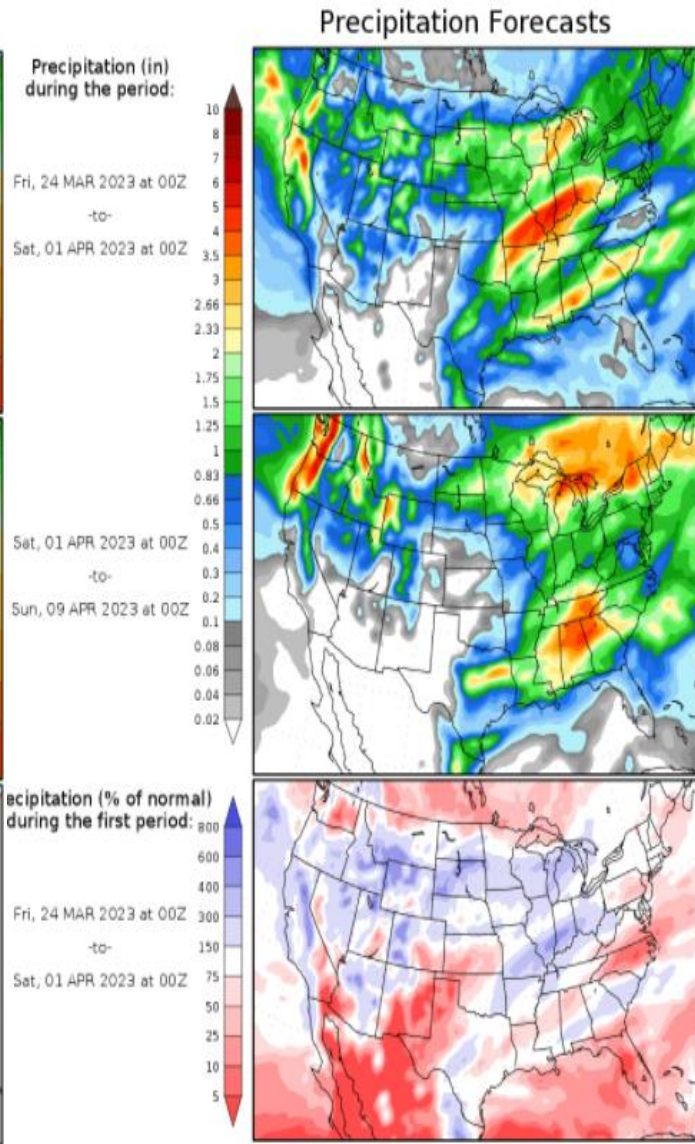 Precipitation Forecasts
Precipitation (in)
during the period:
Fri, 24 MAR 2023 at 00Z
-to-
Sat, 01 APR 2023 at 00Z
10
8
7
6
5
4
3.5
3
2.66
2.33
2
1.75
1.5
1.25
1
0.83
0.66
0.5
0.4
0.3
0.2
0.1
0.08
0.06
0.04
0.02
Sat, 01 APR 2023 at 00Z
-to-
Sun, 09 APR 2023 at 00Z
ecipitation (% of normal)
during the first period:
Fri, 24 MAR 2023 at 00Z
-to-
Sat, 01 APR 2023 at 00Z
800
600
400
300
150
75
50
25
10
5